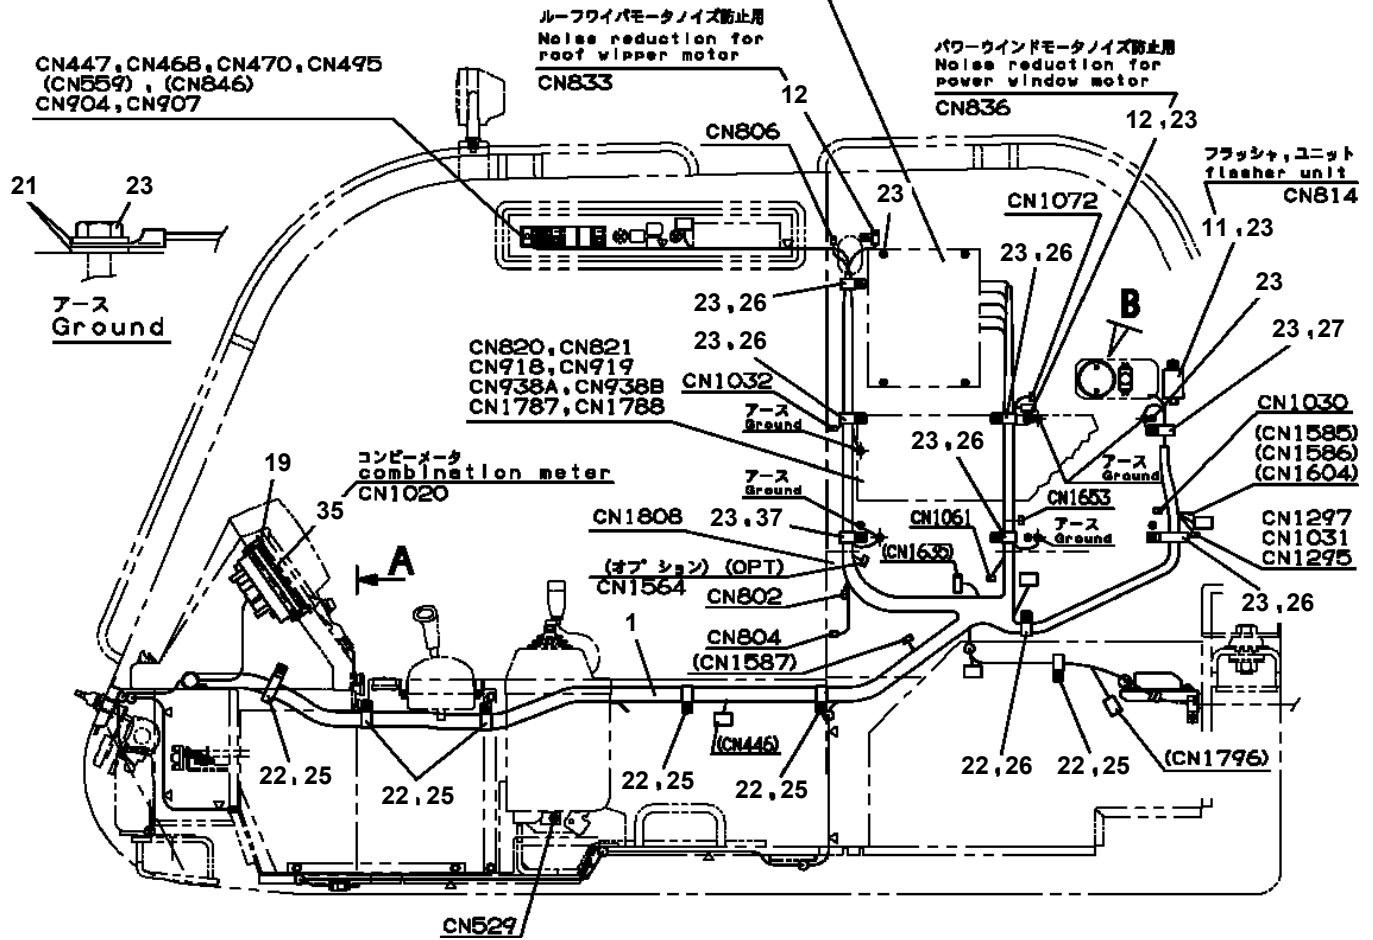 ルーフワイパモータノイズ防止用
Noise reduction for
roof wipper motor
CN833
パワーウインドモータノイズ防止用
Noise reduction for
power window motor
CN836
CN447,CN468,CN470,CN495
(CN559),(CN846)
CN904,CN907
12
12,23
CN806
フラッシャ,ユニット
flasher unit
CN814
21
23
23
CN1072
11,23
アース
Ground
23,26
23
23,26
B
23,27
23,26
CN820,CN821
CN918,CN919
CN938A,CN938B
CN1787,CN1788
CN1032
アース
Ground
CN1030
(CN1585)
(CN1586)
(CN1604)
23,26
アース
Ground
19
コンビーメータ
combination meter
CN1020
35
アース
Ground
CN1653
CN1808
23,37
CN1061
アース
Ground
CN1297
CN1031
CN1295
(CN1635)
A
(オプション)(OPT)
CN1564
CN802
23,26
1
CN804
(CN1587)
(CN446)
(CN1796)
22,25
22,25
22,25
22,25
22,26
22,25
CN529